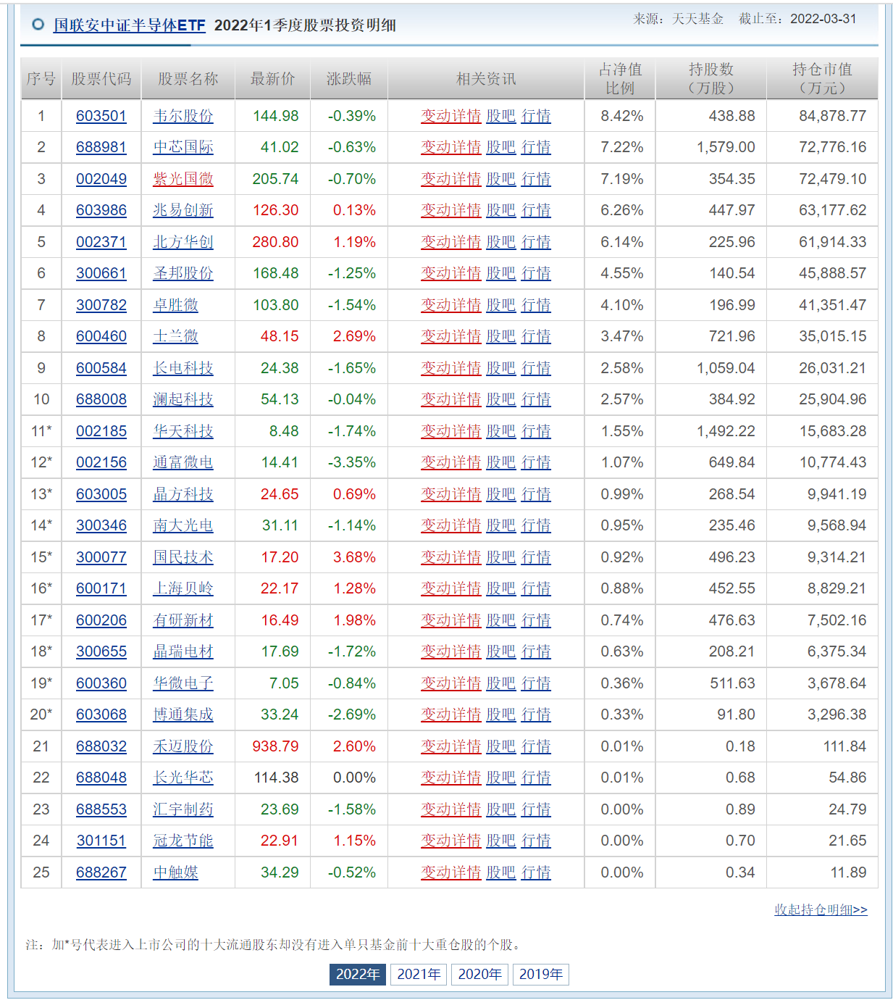 国联安中证半导体ETF 2022年1季度股票投资明细 来源：天天基金 截止至：2022-03-31
序号 股票代码 股票名称 最新价 涨跌幅 相关资讯 占净值比例 持股数（万股） 持仓市值（万元）
1 603501 韦尔股份 144.98 -0.39% 变动详情 股吧 行情 8.42% 438.88 84,878.77
2 688981 中芯国际 41.02 -0.63% 变动详情 股吧 行情 7.22% 1,579.00 72,776.16
3 002049 紫光国微 205.74 -0.70% 变动详情 股吧 行情 7.19% 354.35 72,479.10
4 603986 兆易创新 126.30 0.13% 变动详情 股吧 行情 6.26% 447.97 63,177.62
5 002371 北方华创 280.80 1.19% 变动详情 股吧 行情 6.14% 225.96 61,914.33
6 300661 圣邦股份 168.48 -1.25% 变动详情 股吧 行情 4.55% 140.54 45,888.57
7 300782 卓胜微 103.80 -1.54% 变动详情 股吧 行情 4.10% 196.99 41,351.47
8 600460 士兰微 48.15 2.69% 变动详情 股吧 行情 3.47% 721.96 35,015.15
9 600584 长电科技 24.38 -1.65% 变动详情 股吧 行情 2.58% 1,059.04 26,031.21
10 688008 澜起科技 54.13 -0.04% 变动详情 股吧 行情 2.57% 384.92 25,904.96
11* 002185 华天科技 8.48 -1.74% 变动详情 股吧 行情 1.55% 1,492.22 15,683.28
12* 002156 通富微电 14.41 -3.35% 变动详情 股吧 行情 1.07% 649.84 10,774.43
13* 603005 晶方科技 24.65 0.69% 变动详情 股吧 行情 0.99% 268.54 9,941.19
14* 300346 南大光电 31.11 -1.14% 变动详情 股吧 行情 0.95% 235.46 9,568.94
15* 300077 国民技术 17.20 3.68% 变动详情 股吧 行情 0.92% 496.23 9,314.21
16* 600171 上海贝岭 22.17 1.28% 变动详情 股吧 行情 0.88% 452.55 8,829.21
17* 600206 有研新材 16.49 1.98% 变动详情 股吧 行情 0.74% 476.63 7,502.16
18* 300655 晶瑞电材 17.69 -1.72% 变动详情 股吧 行情 0.63% 208.21 6,375.34
19* 600360 华微电子 7.05 -0.84% 变动详情 股吧 行情 0.36% 511.63 3,678.64
20* 603068 博通集成 33.24 -2.69% 变动详情 股吧 行情 0.33% 91.80 3,296.38
21 688032 禾迈股份 938.79 2.60% 变动详情 股吧 行情 0.01% 0.18 111.84
22 688048 长光华芯 114.38 0.00% 变动详情 股吧 行情 0.01% 0.68 54.86
23 688553 汇宇制药 23.69 -1.58% 变动详情 股吧 行情 0.00% 0.89 24.79
24 301151 冠龙节能 22.91 1.15% 变动详情 股吧 行情 0.00% 0.70 21.65
25 688267 中触媒 34.29 -0.52% 变动详情 股吧 行情 0.00% 0.34 11.89
收起持仓明细>>
注：加*号代表进入上市公司的十大流通股东却没有进入单只基金前十大重仓股的个股。
2022年 2021年 2020年 2019年